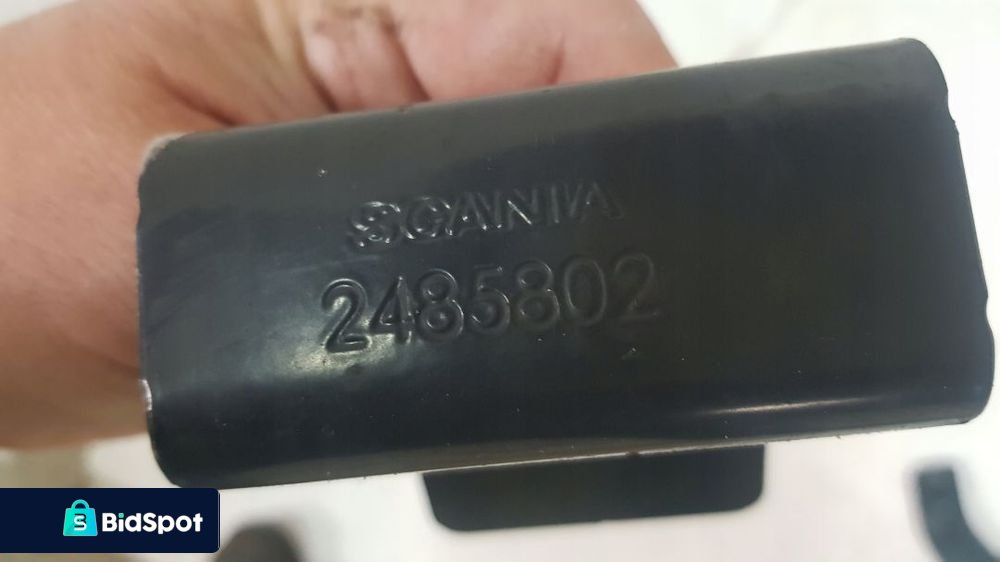 SCANIA
2485802
BidSpot